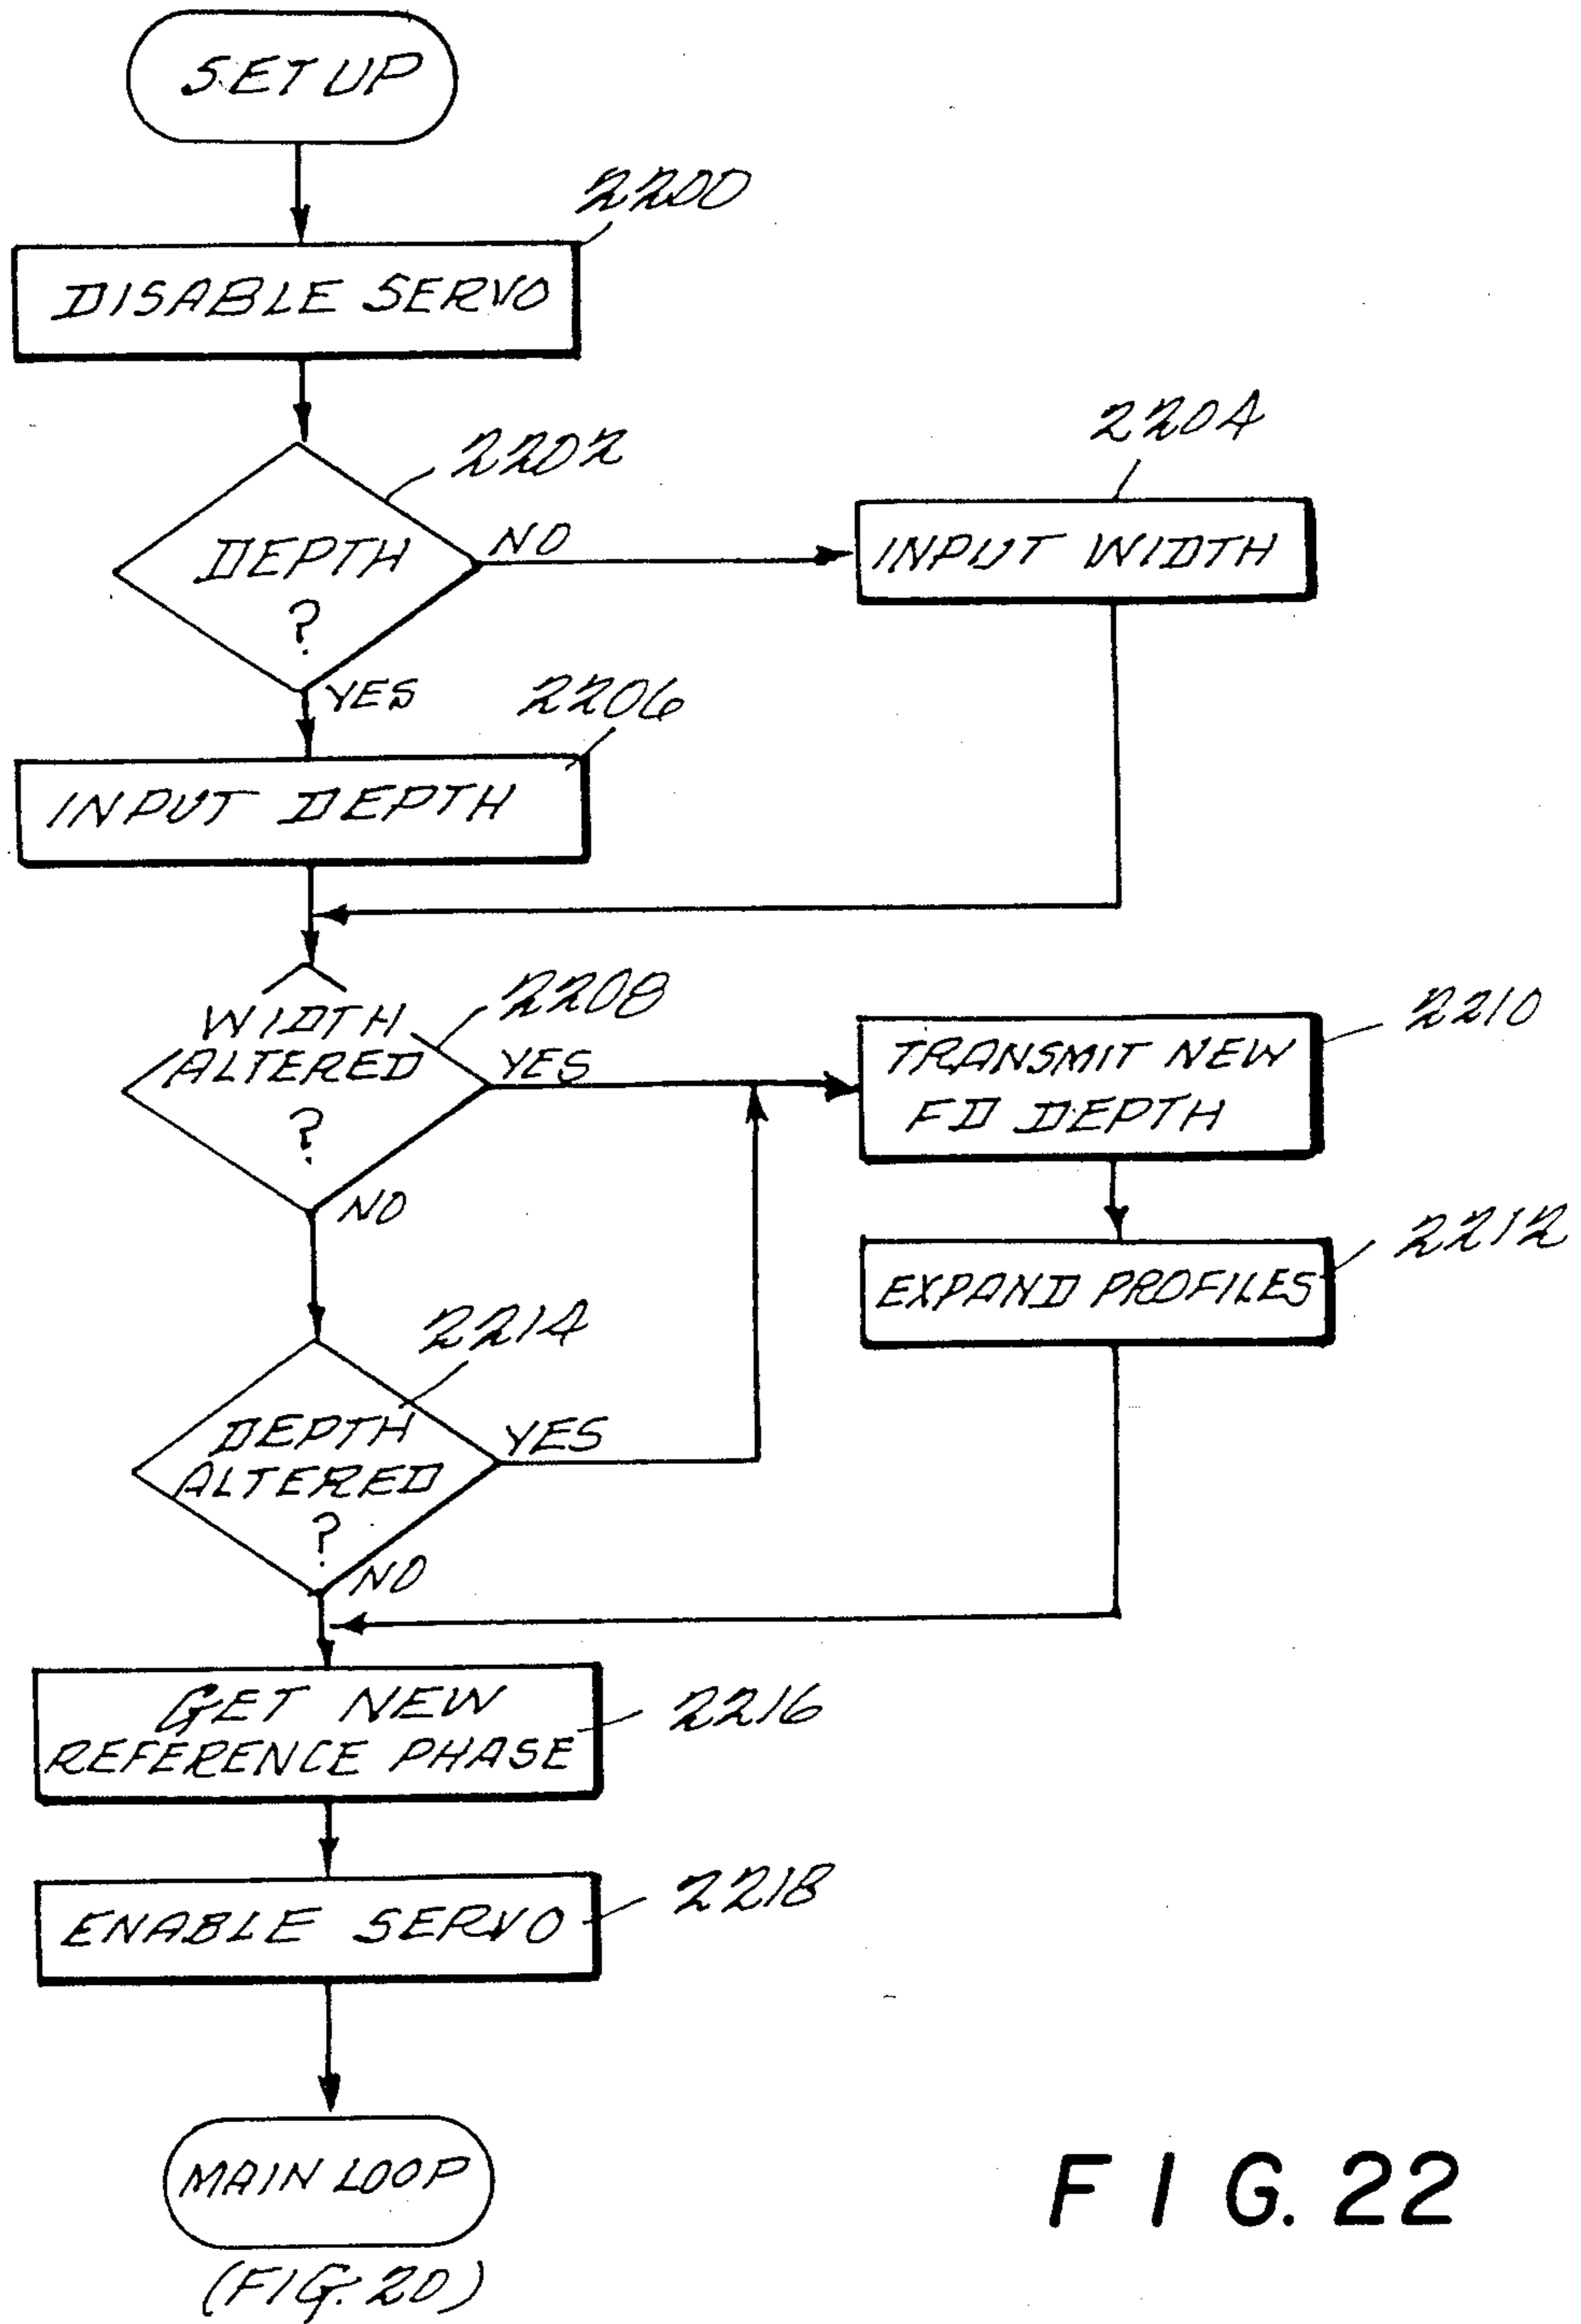 SET UP
2200
DISABLE SERVO
2202
2204
DEPTH
?
NO
INPUT WIDTH
YES
2206
INPUT DEPTH
2208
WIDTH
ALTERED
?
YES
2210
TRANSMIT NEW
FD DEPTH
NO
2212
EXPAND PROFILES
2214
DEPTH
ALTERED
?
YES
NO
GET NEW
REFERENCE PHASE
2216
ENABLE SERVO
2218
MAIN LOOP
(FIG. 20)
FIG. 22